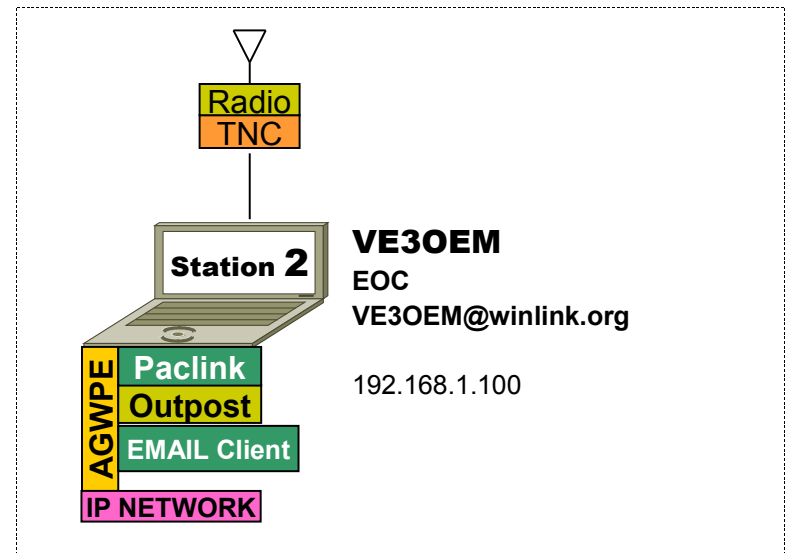 Radio
TNC
Station 2
VE3OEM
EOC
VE3OEM@winlink.org
192.168.1.100
AGWPE
Paclink
Outpost
EMAIL Client
IP NETWORK